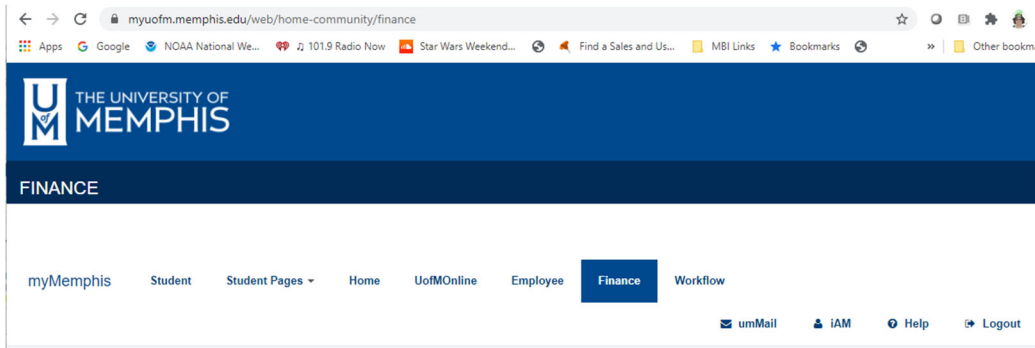 myuofm.memphis.edu/web/home-community/finance
Apps Google NOAA National We... 101.9 Radio Now Star Wars Weekend... Find a Sales and Us... MBI Links Bookmarks » Other bookm
U of M THE UNIVERSITY OF
MEMPHIS
FINANCE
myMemphis Student Student Pages Home UofMOnline Employee Finance Workflow
umMail iAM Help Logout